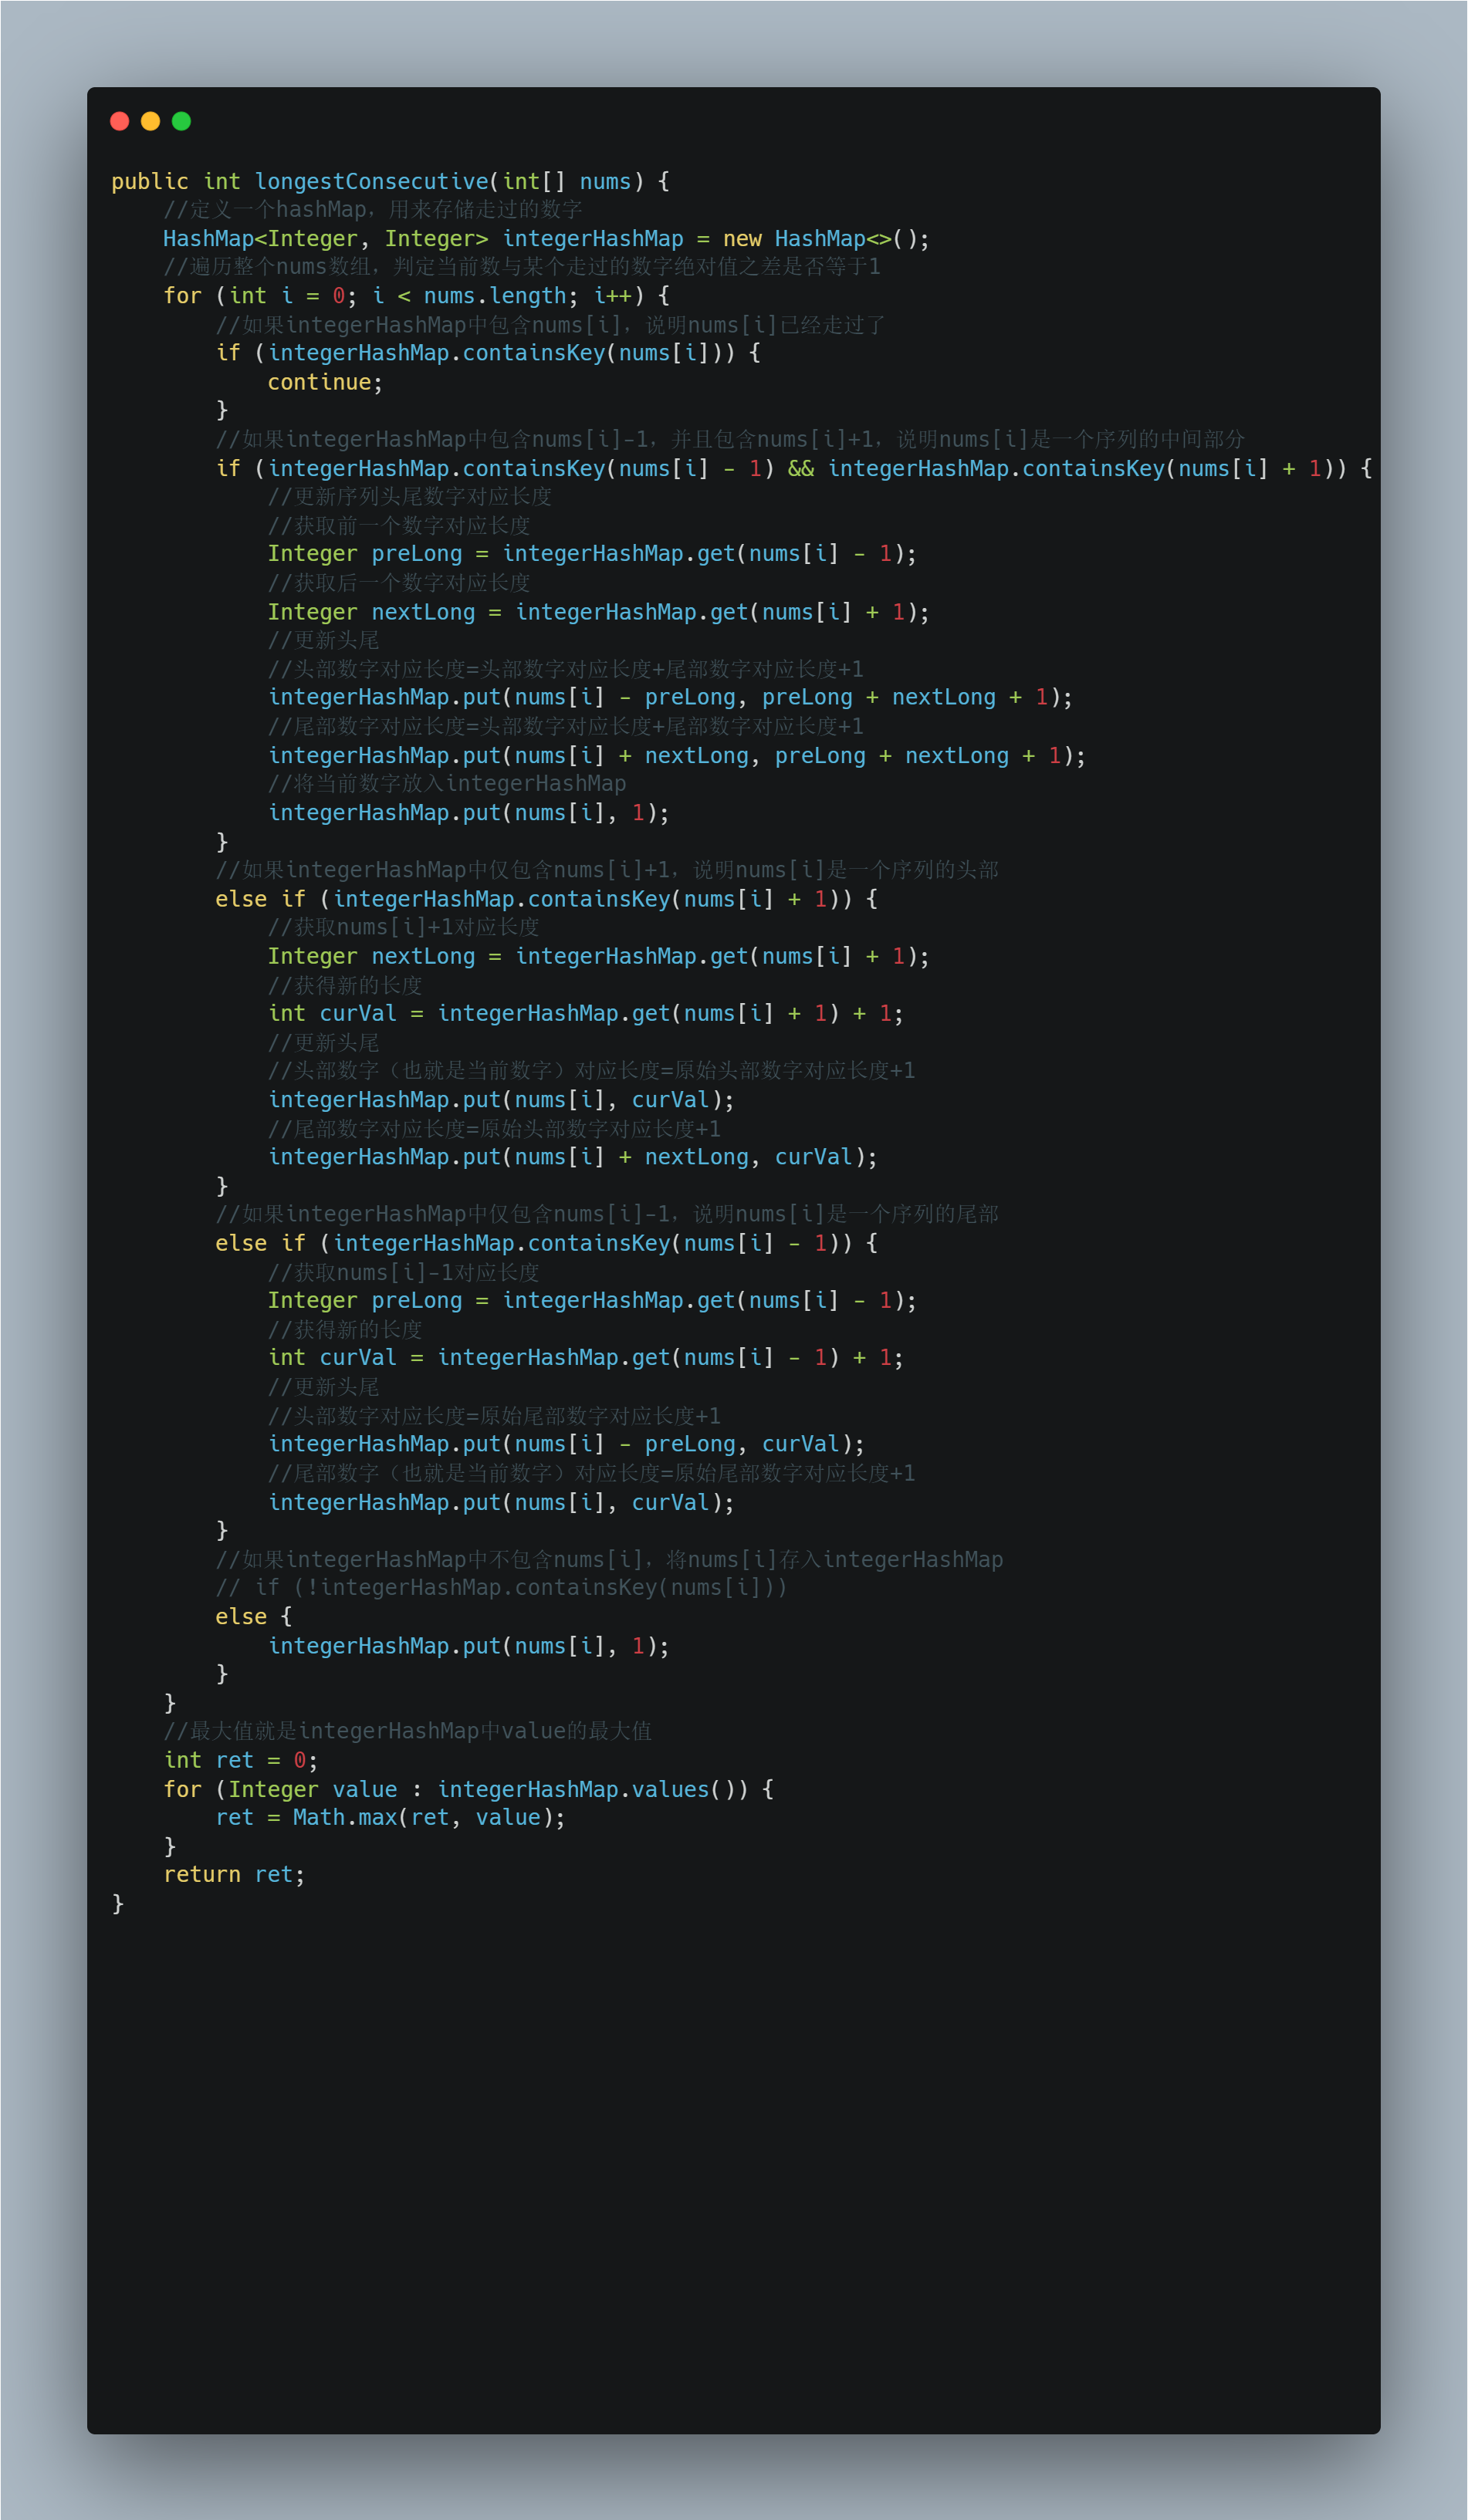 public int longestConsecutive(int[] nums) {
    //定义一个hashMap，用来存储走过的数字
    HashMap<Integer, Integer> integerHashMap = new HashMap<>();
    //遍历整个nums数组，判定当前数与某个走过的数字绝对值之差是否等于1
    for (int i = 0; i < nums.length; i++) {
        //如果integerHashMap中包含nums[i]，说明nums[i]已经走过了
        if (integerHashMap.containsKey(nums[i])) {
            continue;
        }
        //如果integerHashMap中包含nums[i]-1，并且包含nums[i]+1，说明nums[i]是一个序列的中间部分
        if (integerHashMap.containsKey(nums[i] - 1) && integerHashMap.containsKey(nums[i] + 1)) {
            //更新序列头尾数字对应长度
            //获取前一个数字对应长度
            Integer preLong = integerHashMap.get(nums[i] - 1);
            //获取后一个数字对应长度
            Integer nextLong = integerHashMap.get(nums[i] + 1);
            //更新头尾
            //头部数字对应长度=头部数字对应长度+尾部数字对应长度+1
            integerHashMap.put(nums[i] - preLong, preLong + nextLong + 1);
            //尾部数字对应长度=头部数字对应长度+尾部数字对应长度+1
            integerHashMap.put(nums[i] + nextLong, preLong + nextLong + 1);
            //将当前数字放入integerHashMap
            integerHashMap.put(nums[i], 1);
        }
        //如果integerHashMap中仅包含nums[i]+1，说明nums[i]是一个序列的头部
        else if (integerHashMap.containsKey(nums[i] + 1)) {
            //获取nums[i]+1对应长度
            Integer nextLong = integerHashMap.get(nums[i] + 1);
            //获得新的长度
            int curVal = integerHashMap.get(nums[i] + 1) + 1;
            //更新头尾
            //头部数字（也就是当前数字）对应长度=原始头部数字对应长度+1
            integerHashMap.put(nums[i], curVal);
            //尾部数字对应长度=原始头部数字对应长度+1
            integerHashMap.put(nums[i] + nextLong, curVal);
        }
        //如果integerHashMap中仅包含nums[i]-1，说明nums[i]是一个序列的尾部
        else if (integerHashMap.containsKey(nums[i] - 1)) {
            //获取nums[i]-1对应长度
            Integer preLong = integerHashMap.get(nums[i] - 1);
            //获得新的长度
            int curVal = integerHashMap.get(nums[i] - 1) + 1;
            //更新头尾
            //头部数字对应长度=原始尾部数字对应长度+1
            integerHashMap.put(nums[i] - preLong, curVal);
            //尾部数字（也就是当前数字）对应长度=原始尾部数字对应长度+1
            integerHashMap.put(nums[i], curVal);
        }
        //如果integerHashMap中不包含nums[i]，将nums[i]存入integerHashMap
        // if (!integerHashMap.containsKey(nums[i]))
        else {
            integerHashMap.put(nums[i], 1);
        }
    }
    //最大值就是integerHashMap中value的最大值
    int ret = 0;
    for (Integer value : integerHashMap.values()) {
        ret = Math.max(ret, value);
    }
    return ret;
}